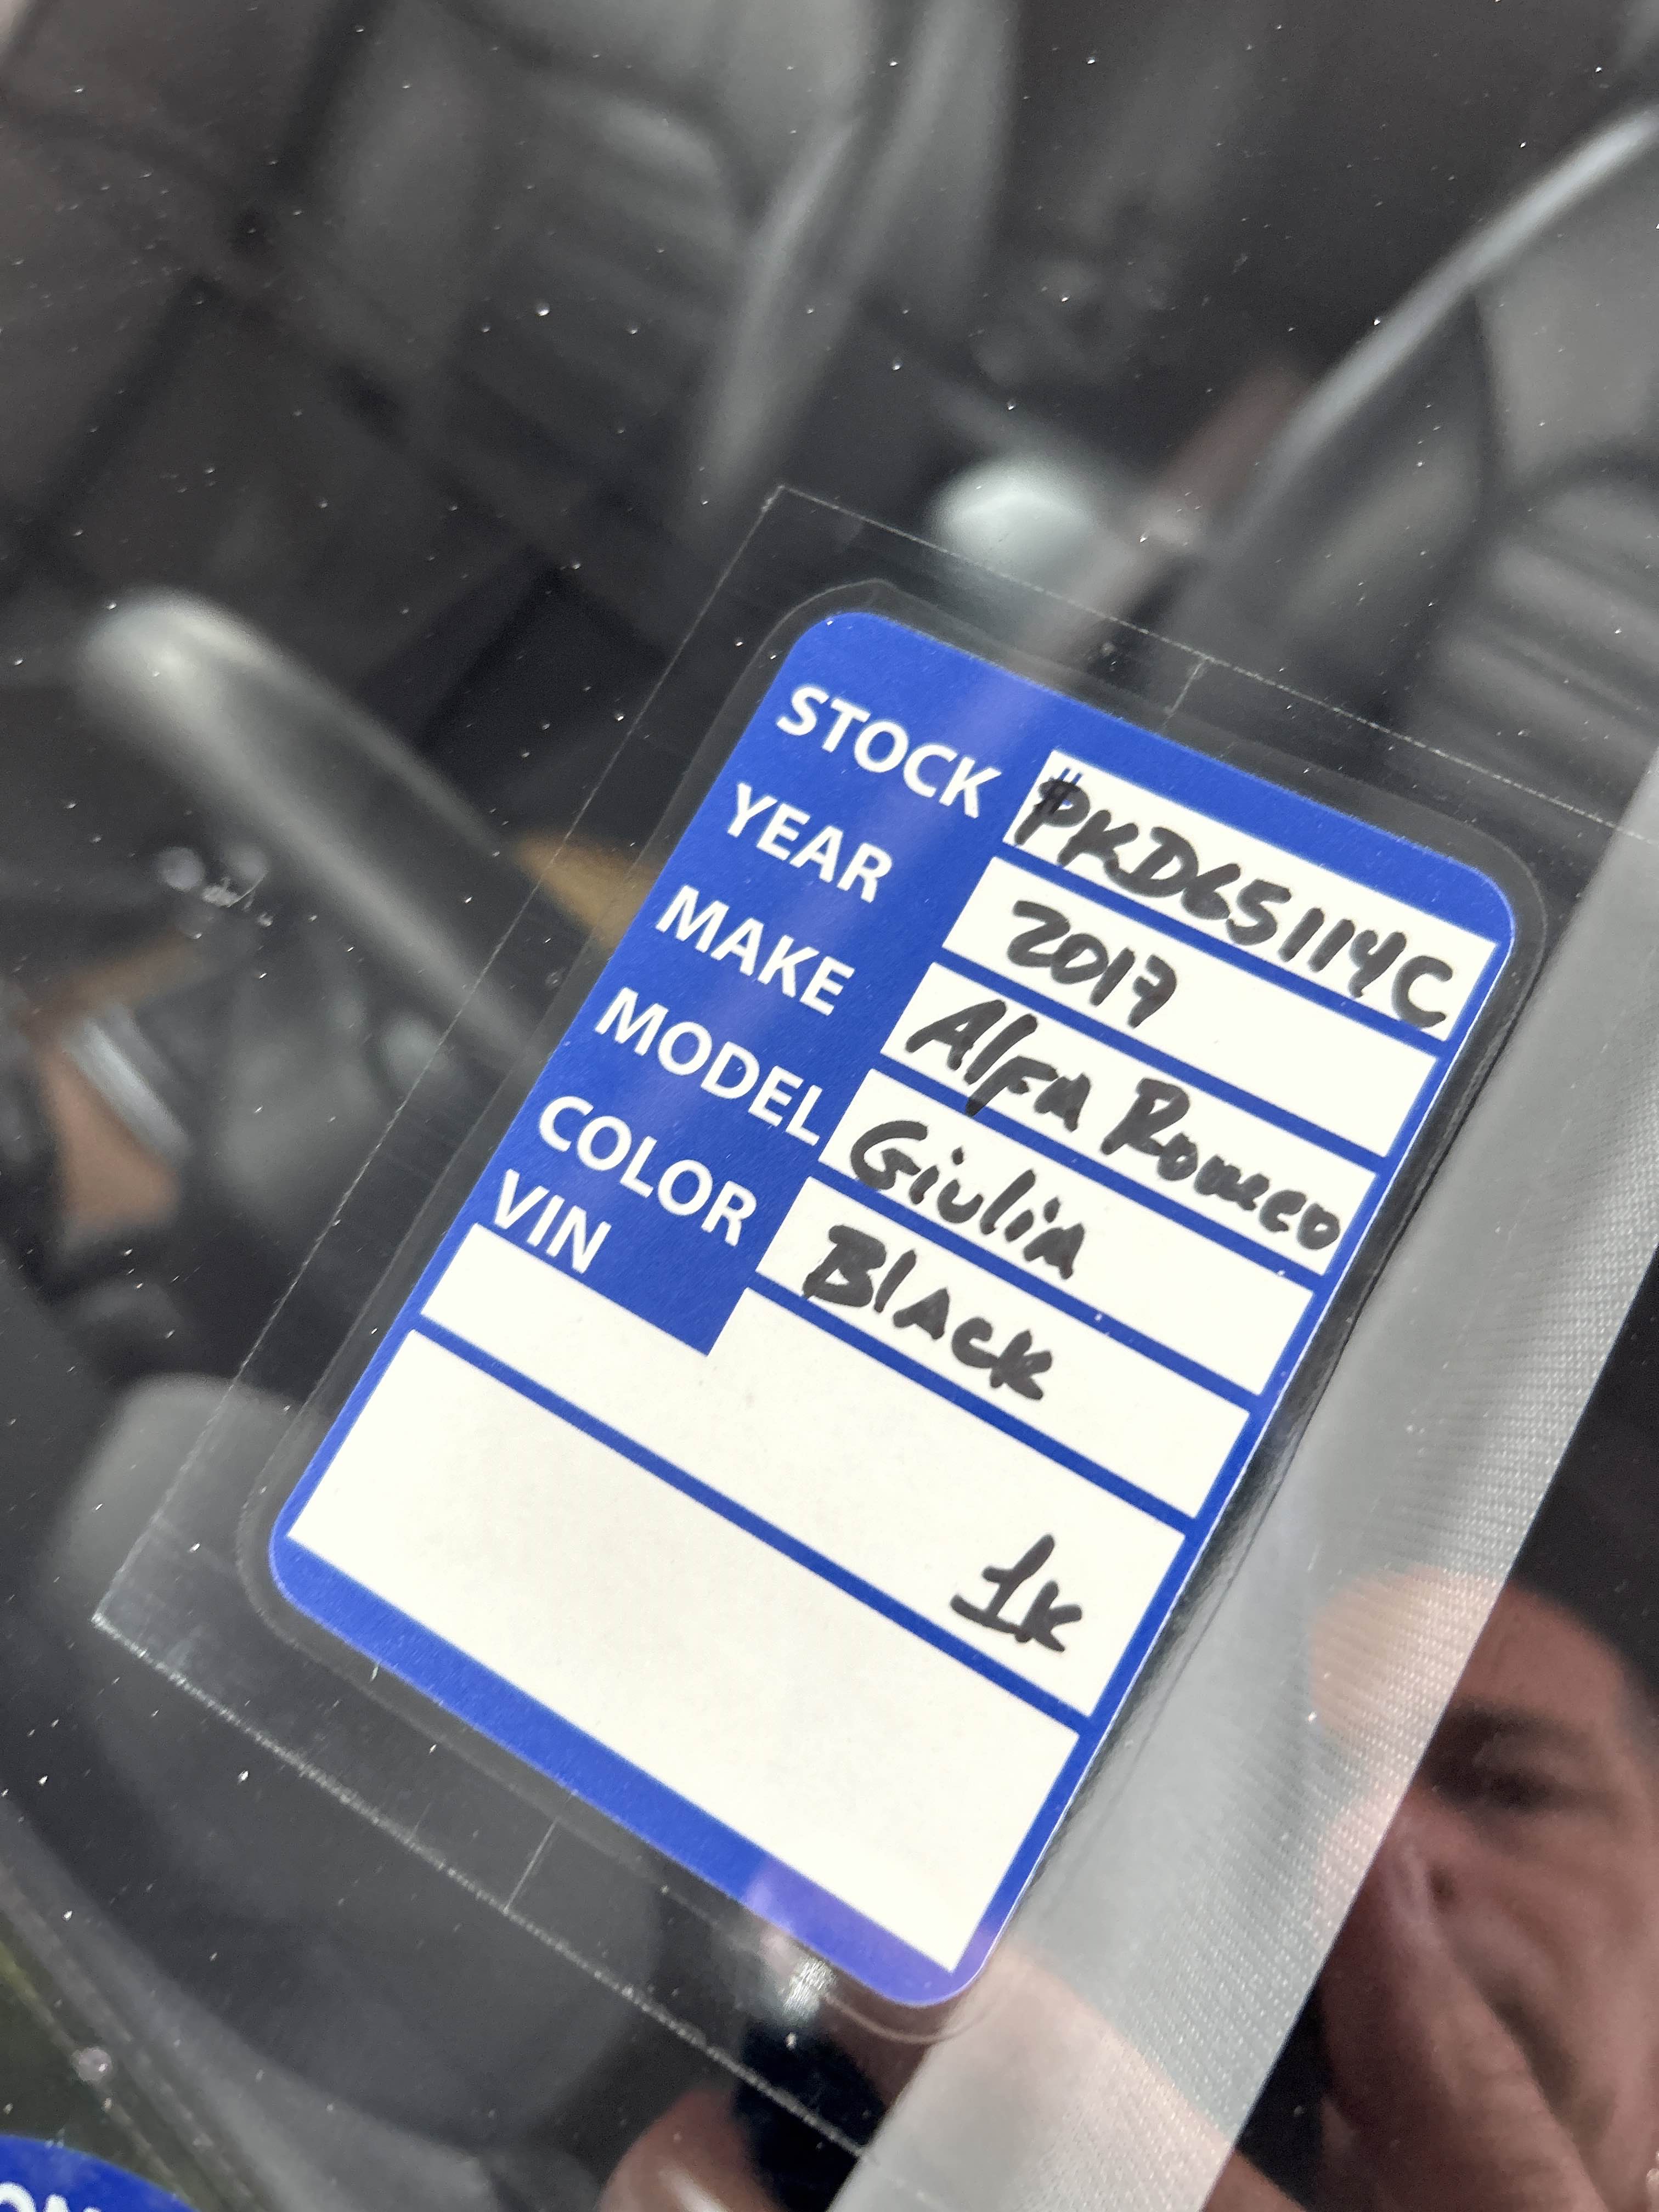 STOCK #PKD65114C
YEAR 2017
MAKE Alfa Romeo
MODEL Giulia
COLOR Black
VIN
1K